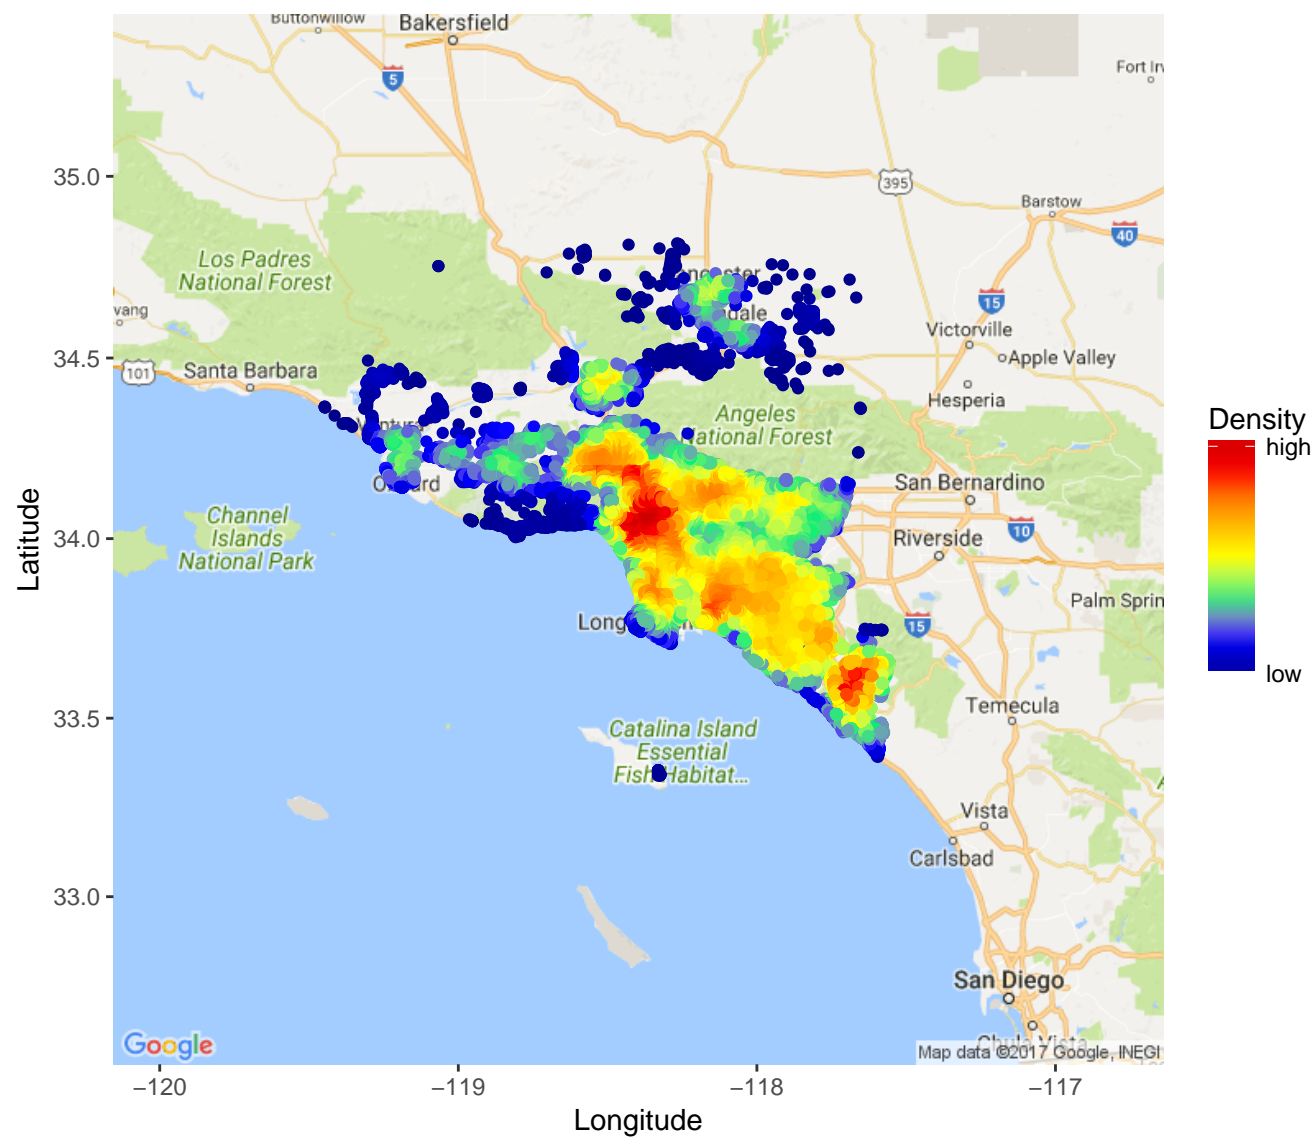 Buttonwillow
Bakersfield
5
Fort Ir
35.0
395
Barstow
40
Los Padres
National Forest
15
vang
Victorville
34.5
101
Santa Barbara
Apple Valley
Hesperia
Angeles
National Forest
Density
high
low
San Bernardino
Channel
Islands
National Park
34.0
10
Riverside
Latitude
Palm Sprin
Long
15
33.5
Temecula
Catalina Island
Essential
Fish Habitat...
Vista
Carlsbad
33.0
San Diego
Chula Vista
Google
Map data ©2017 Google, INEGI
−120
−119
−118
−117
Longitude